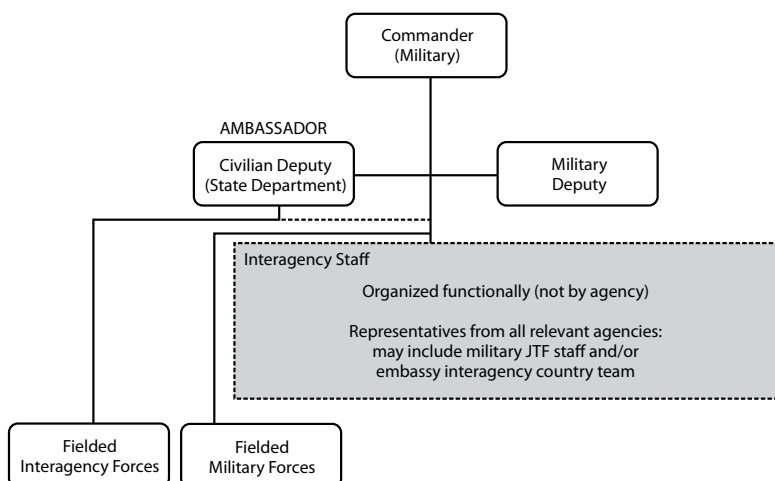 Commander
(Military)
AMBASSADOR
Civilian Deputy
(State Department)
Military
Deputy
Interagency Staff
Organized functionally (not by agency)
Representatives from all relevant agencies:
may include military JTF staff and/or
embassy interagency country team
Fielded
Interagency Forces
Fielded
Military Forces